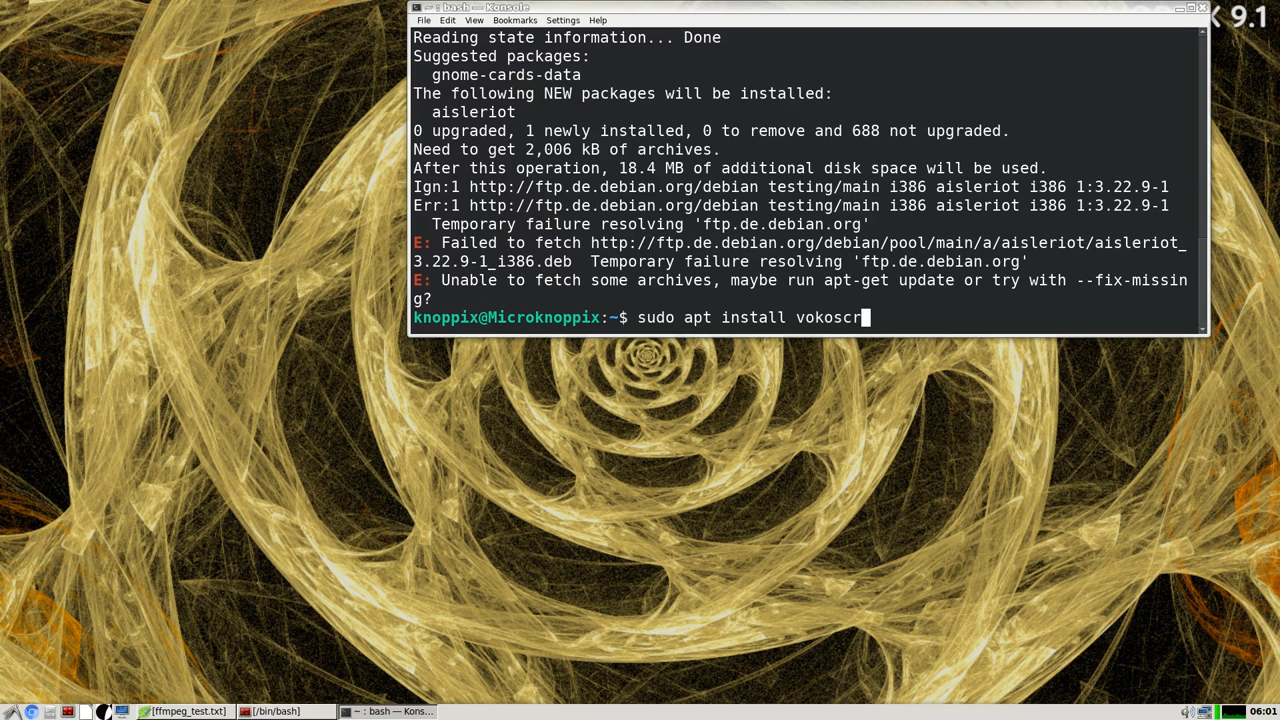 ~ : bash — Konsole
File Edit View Bookmarks Settings Help
X 9.1
Reading state information... Done
Suggested packages:
gnome-cards-data
The following NEW packages will be installed:
aisleriot
0 upgraded, 1 newly installed, 0 to remove and 688 not upgraded.
Need to get 2,006 kB of archives.
After this operation, 18.4 MB of additional disk space will be used.
Ign:1 http://ftp.de.debian.org/debian testing/main i386 aisleriot i386 1:3.22.9-1
Err:1 http://ftp.de.debian.org/debian testing/main i386 aisleriot i386 1:3.22.9-1
Temporary failure resolving 'ftp.de.debian.org'
E: Failed to fetch http://ftp.de.debian.org/debian/pool/main/a/aisleriot/aisleriot_
3.22.9-1_i386.deb  Temporary failure resolving 'ftp.de.debian.org'
E: Unable to fetch some archives, maybe run apt-get update or try with --fix-missin
g?
knoppix@Microknoppix:~$ sudo apt install vokoscr
[ffmpeg_test.txt] [/bin/bash] ~ : bash — Kons... 06:01